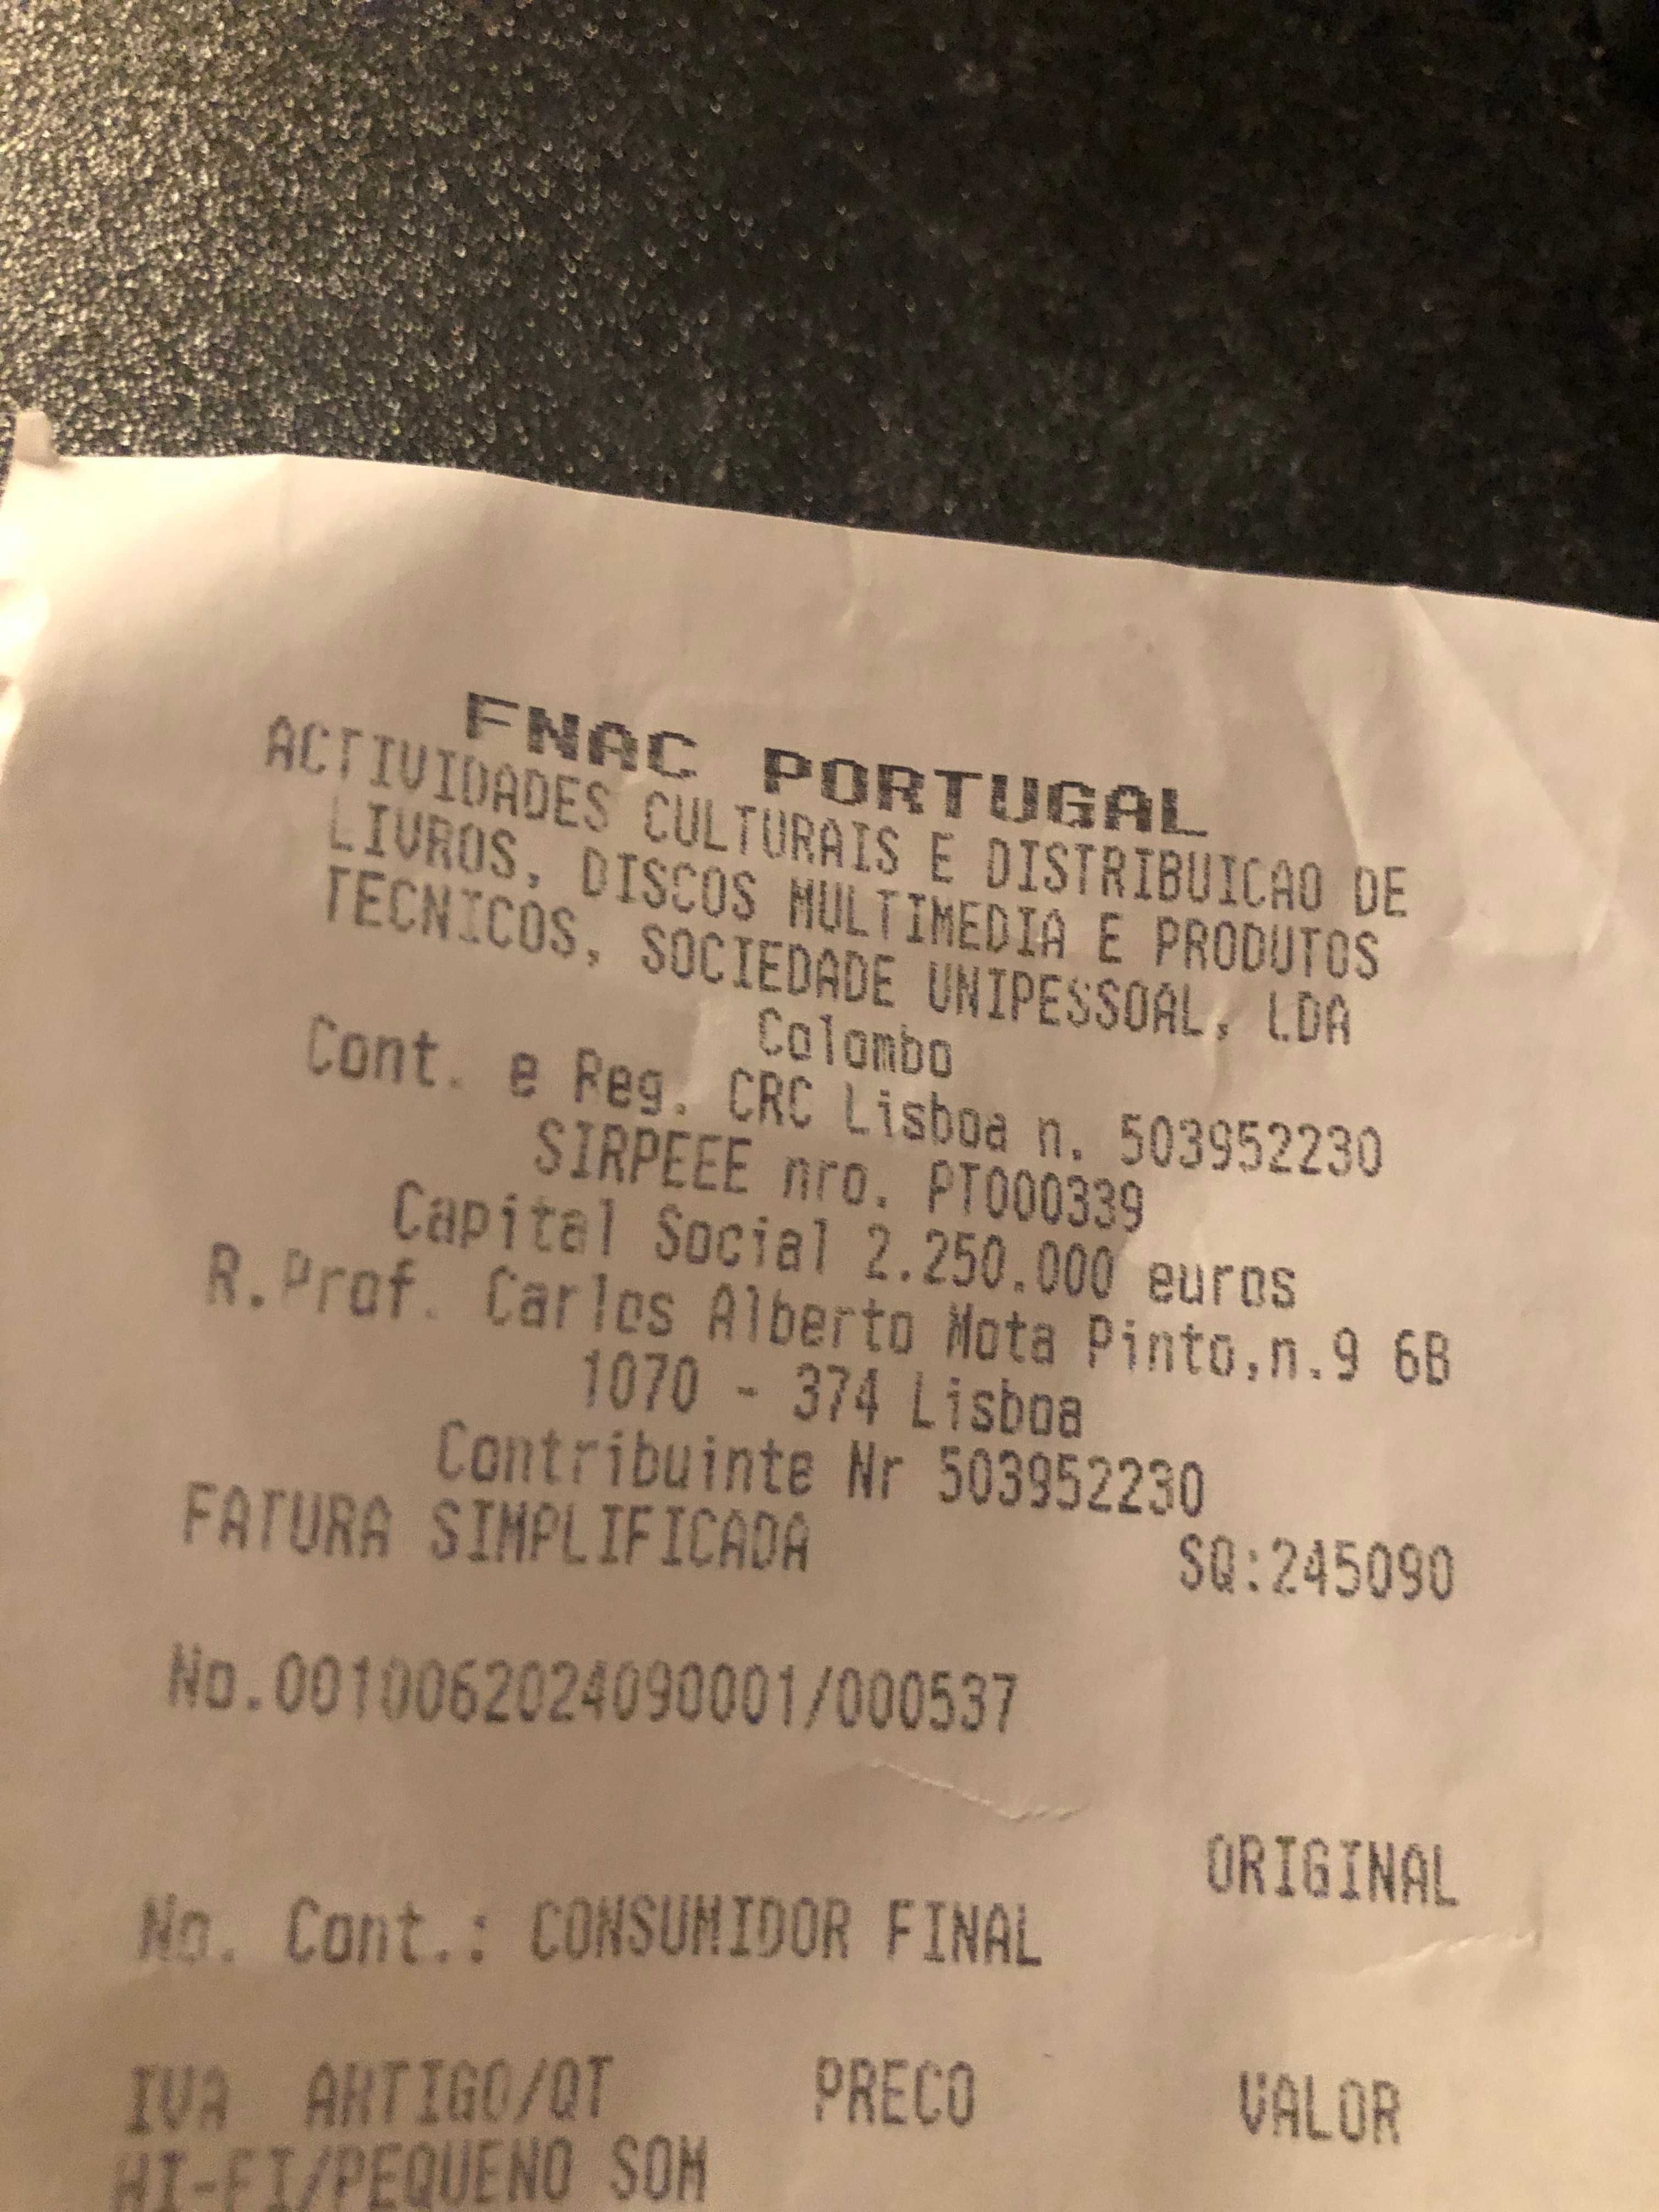 FNAC PORTUGAL
ACTIVIDADES CULTURAIS E DISTRIBUICAO DE
LIVROS, DISCOS MULTIMEDIA E PRODUTOS
TECNICOS, SOCIEDADE UNIPESSOAL, LDA
Colombo
Cont. e Reg. CRC Lisboa n. 503952230
SIRPEEE nro. PT000339
Capital Social 2.250.000 euros
R.Prof. Carlos Alberto Mota Pinto,n.9 6B
1070 - 374 Lisboa
Contribuinte Nr 503952230
FATURA SIMPLIFICADA SQ:245090
No.0010062024090001/000537
ORIGINAL
No. Cont.: CONSUMIDOR FINAL
IVA ARTIGO/QT PRECO VALOR
HI-FI/PEQUENO SOM